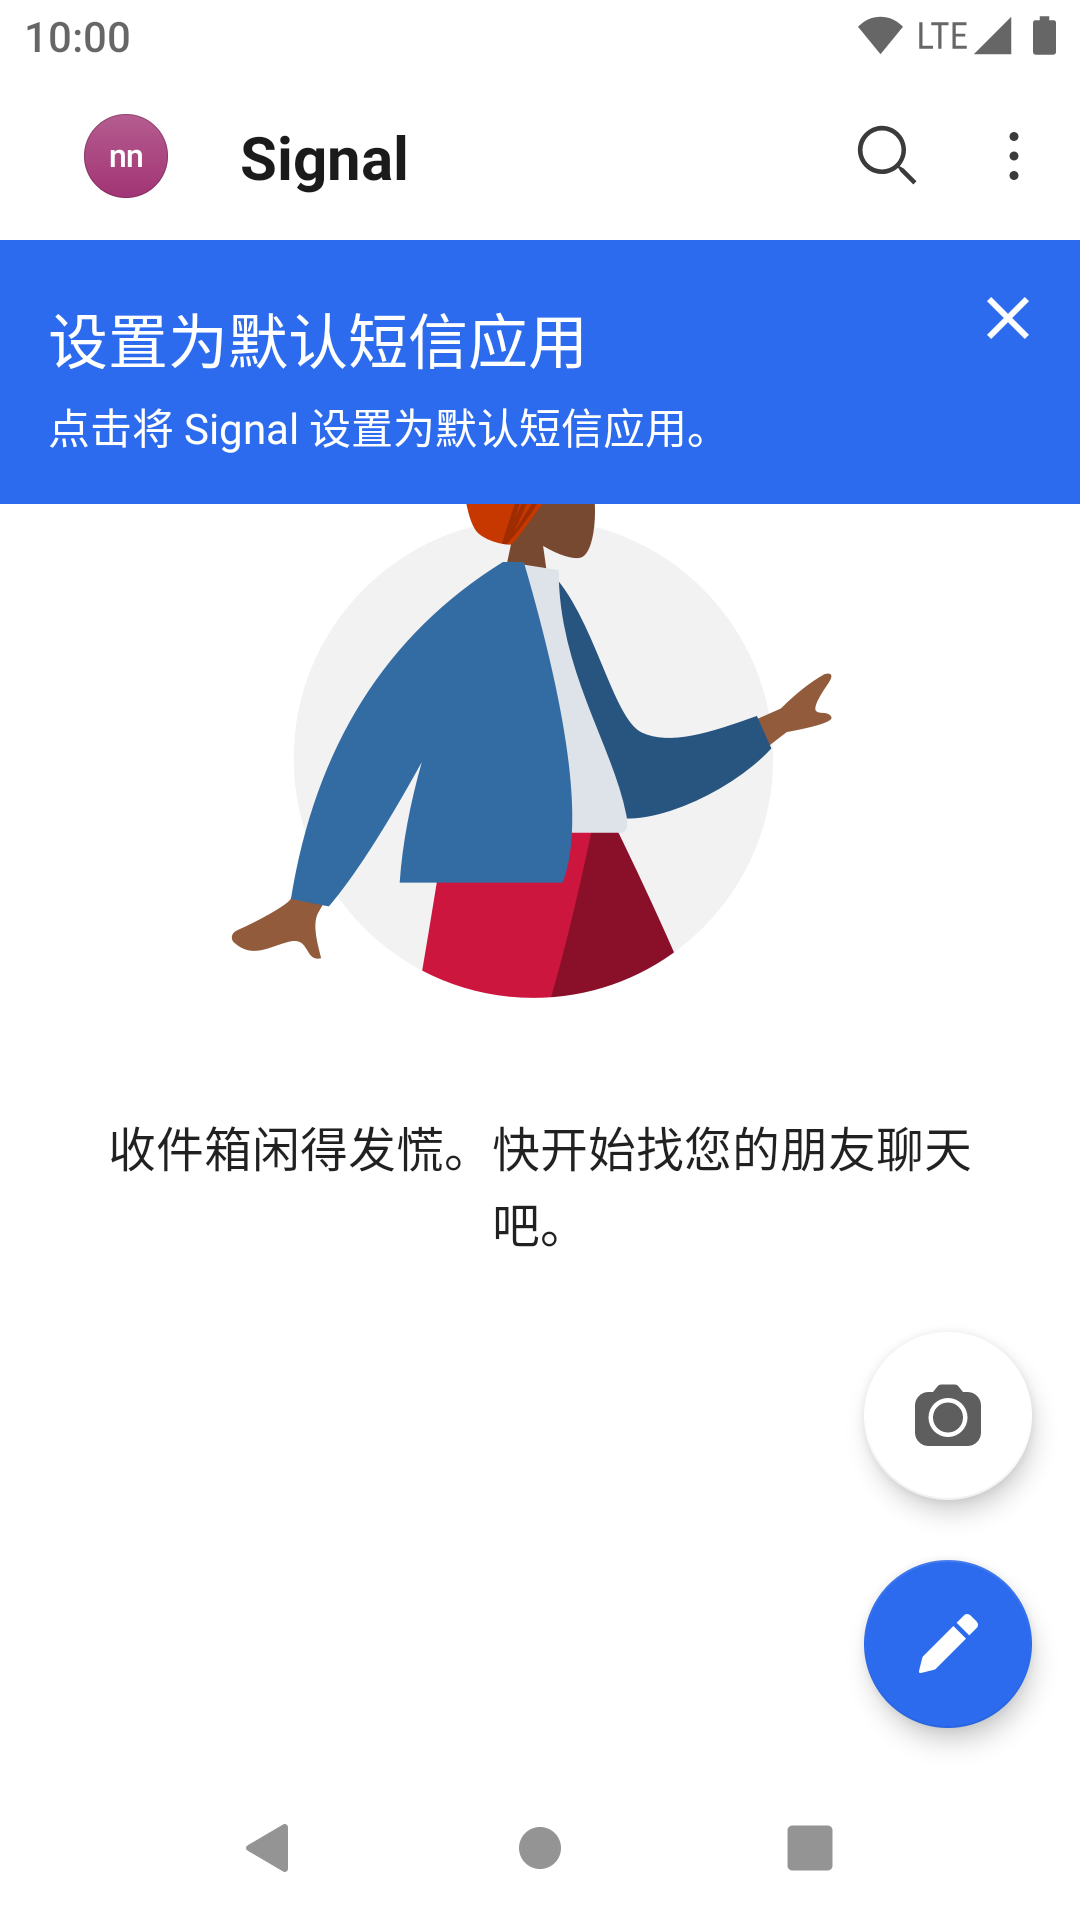 10:00
LTE
nn
Signal
设置为默认短信应用
点击将 Signal 设置为默认短信应用。
收件箱闲得发慌。快开始找您的朋友聊天
吧。